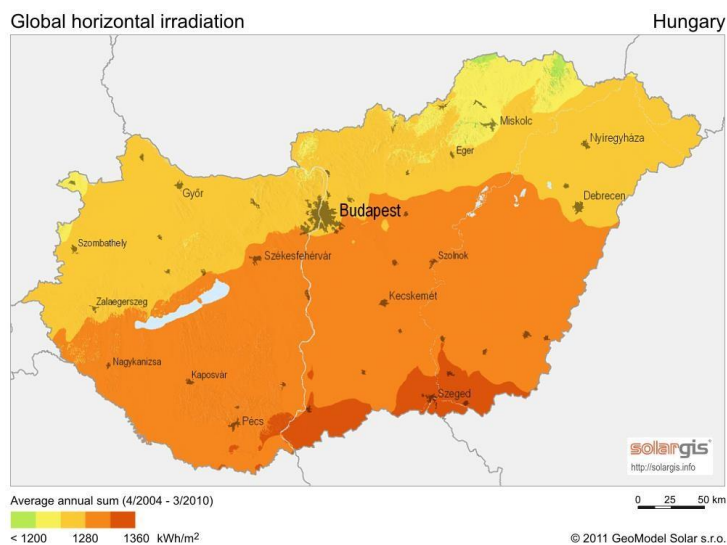 Global horizontal irradiation
Hungary
Miskolc
Eger
Nyíregyháza
Debrecen
Győr
Budapest
Szombathely
Székesfehérvár
Szolnok
Zalaegerszeg
Kecskemét
Nagykanizsa
Kaposvár
Szeged
Pécs
solargis
http://solargis.info
Average annual sum (4/2004 - 3/2010)
0 25 50 km
< 1200 1280 1360 kWh/m²
© 2011 GeoModel Solar s.r.o.